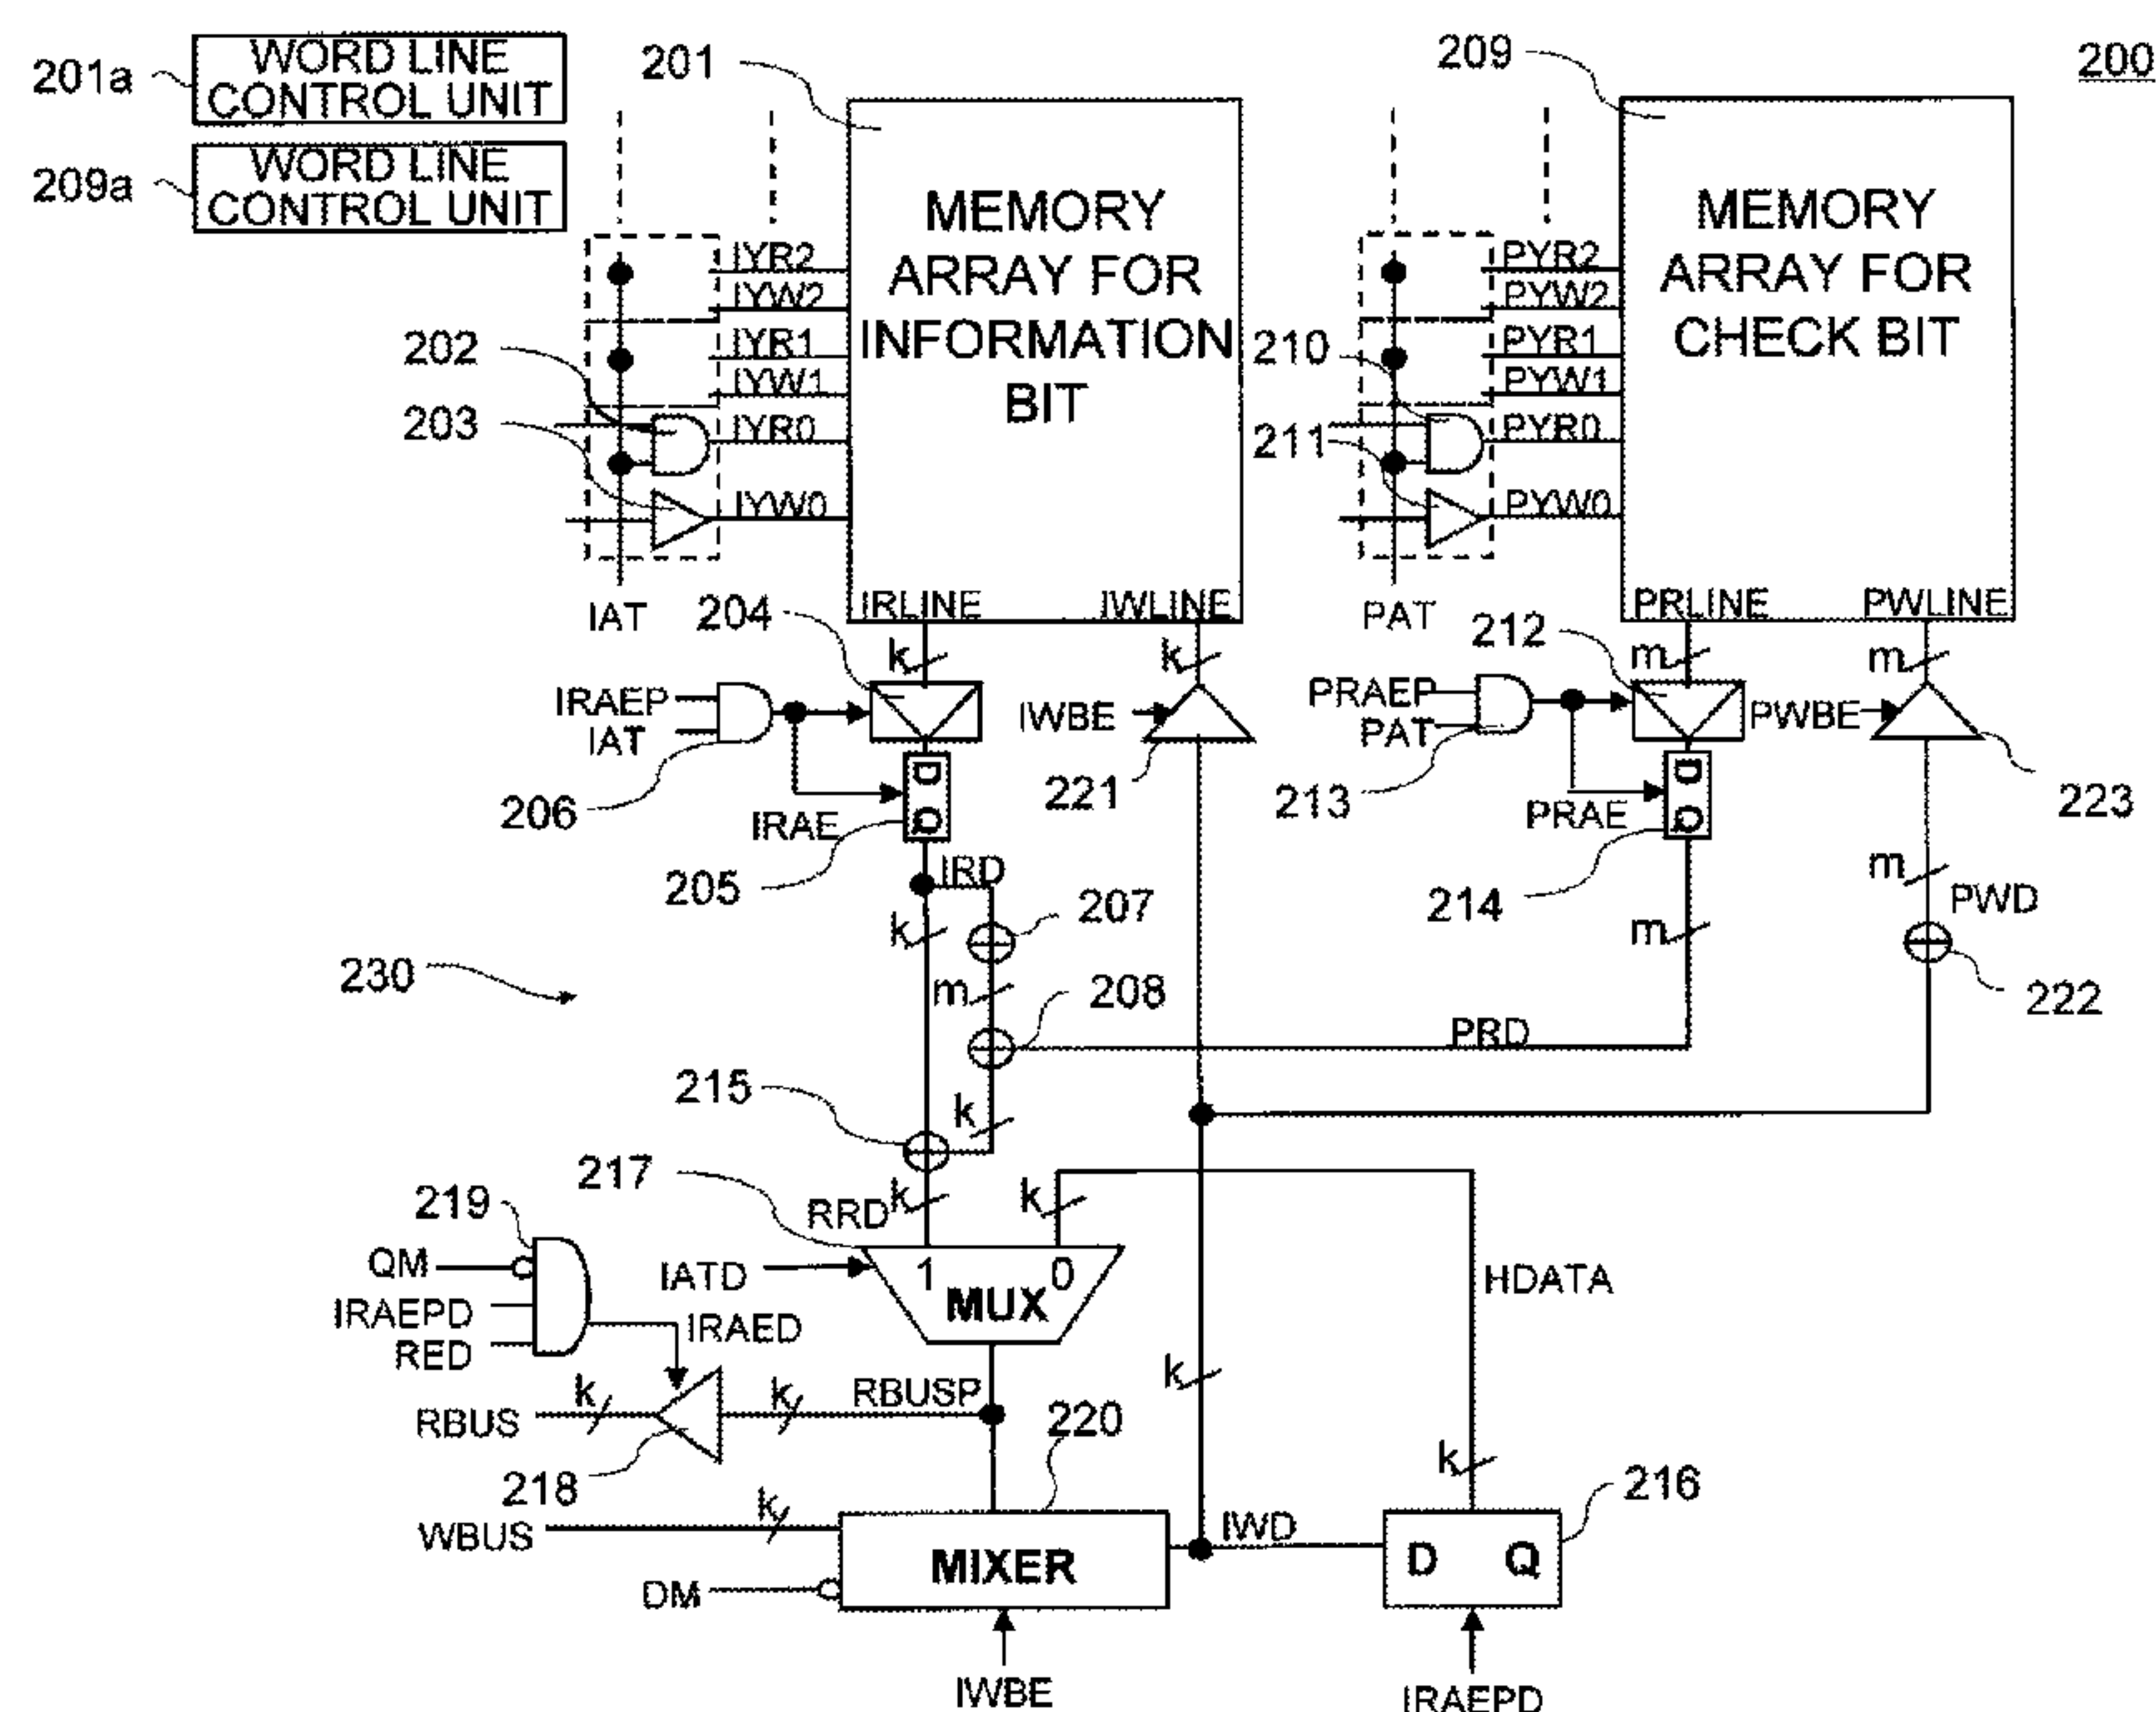 200
201a
WORD LINE
CONTROL UNIT
209a
WORD LINE
CONTROL UNIT
201
MEMORY
ARRAY FOR
INFORMATION
BIT
IYR2
IYW2
IYR1
IYW1
IYR0
IYW0
202
203
IAT
IRLINE
IWLINE
209
MEMORY
ARRAY FOR
CHECK BIT
PYR2
PYW2
PYR1
PYW1
PYR0
PYW0
210
211
PAT
PRLINE
PWLINE
204
k
k
212
m
m
IRAEP
IAT
206
IWBE
221
PRAEP
PAT
213
PWBE
223
D
Q
IRAE
205
D
Q
PRAE
214
IRD
k
207
m
208
m
PRD
m
PWD
222
230
215
k
217
RRD
k
k
219
QM
IRAEPD
RED
IRAED
IATD
1
0
MUX
HDATA
RBUS
k
k
RBUSP
218
k
220
k
216
WBUS
k
MIXER
IWD
D
Q
DM
IWBE
IRAEPD